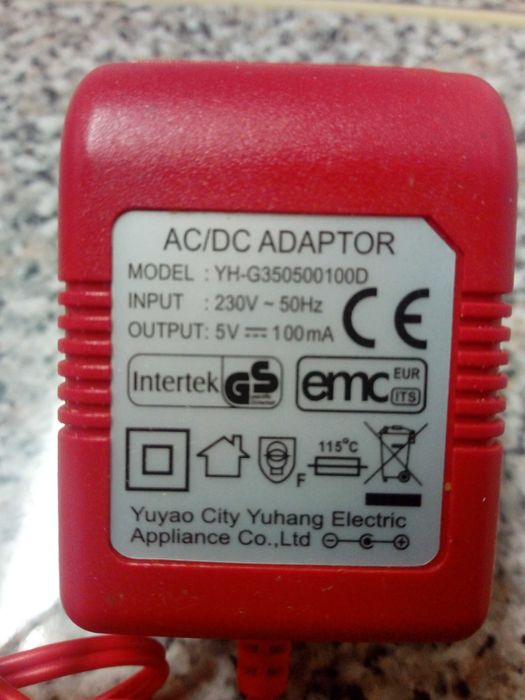 AC/DC ADAPTOR
MODEL : YH-G350500100D
INPUT : 230V ~ 50Hz
OUTPUT: 5V ⎓ 100mA
CE
Intertek GS
emc EUR ITS
115°C
F
Yuyao City Yuhang Electric
Appliance Co.,Ltd